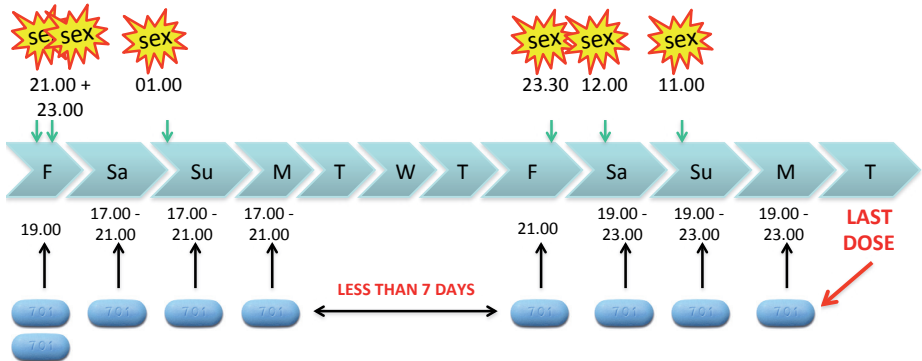 sex sex sex sex sex sex
21.00 +
23.00
01.00 23.30 12.00 11.00
F Sa Su M T W T F Sa Su M T
19.00
17.00 -
21.00
17.00 -
21.00
17.00 -
21.00
21.00
19.00 -
23.00
19.00 -
23.00
19.00 -
23.00
LAST
DOSE
LESS THAN 7 DAYS
701 701 701 701 701 701 701 701
701